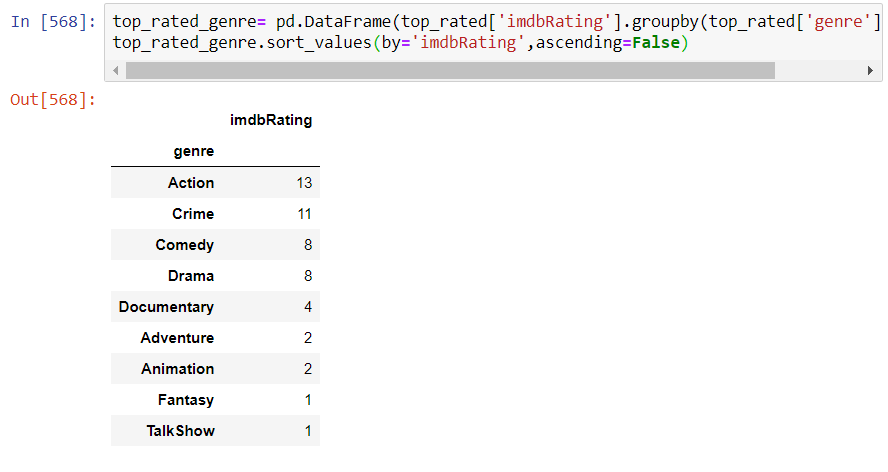 In [568]: top_rated_genre= pd.DataFrame(top_rated['imdbRating'].groupby(top_rated['genre']
top_rated_genre.sort_values(by='imdbRating',ascending=False)
Out[568]:
imdbRating
genre
Action 13
Crime 11
Comedy 8
Drama 8
Documentary 4
Adventure 2
Animation 2
Fantasy 1
TalkShow 1